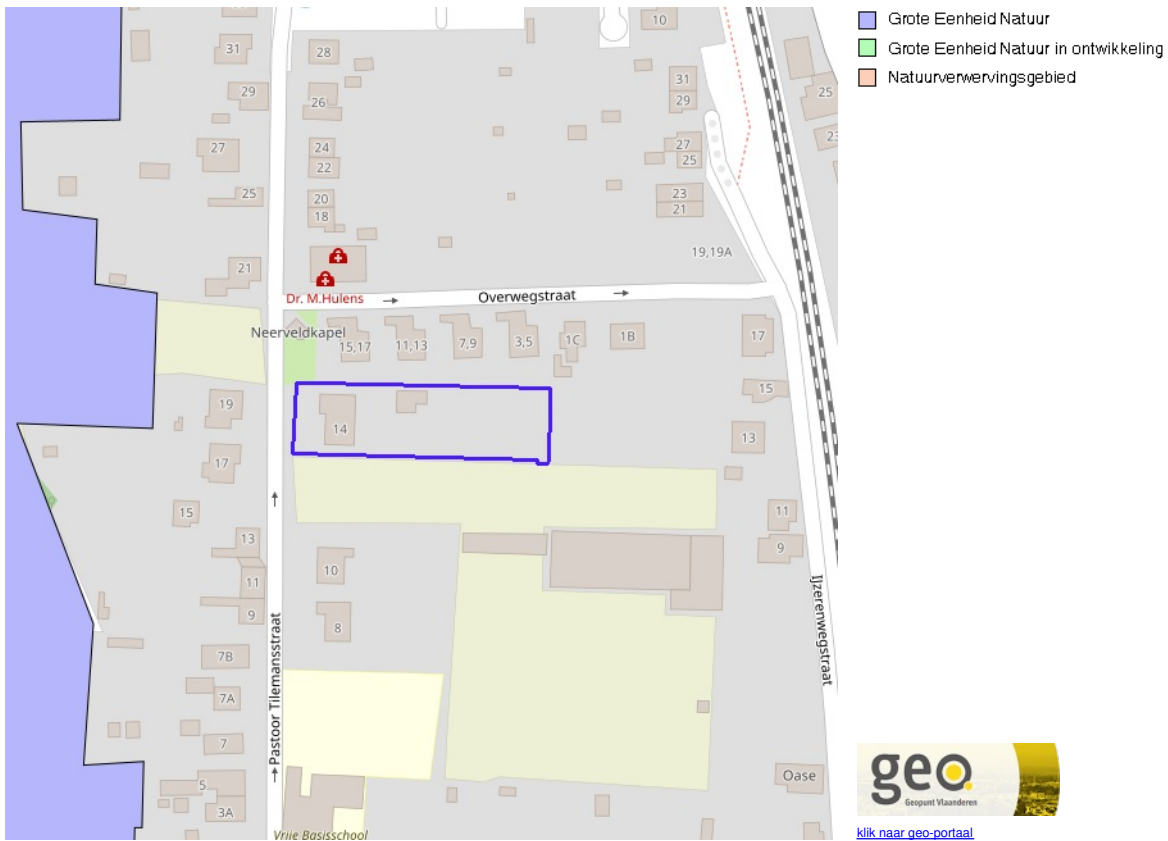 Grote Eenheid Natuur
Grote Eenheid Natuur in ontwikkeling
Natuurverwervingsgebied
10
31
28
31
25
29
26
29
27
24
27
23
22
25
25
20
23
18
21
19,19A
21
Dr. M.Hulens
Overwegstraat
Neerveldkapel
15,17
11,13
7,9
3,5
1C
1B
17
15
19
14
13
17
15
11
13
9
10
11
9
8
7B
7A
7
5
3A
Pastoor Tilemansstraat
Ijzerenwegstraat
Oase
Vrije Basisschool
geo.
Geopunt Vlaanderen
klik naar geo-portaal